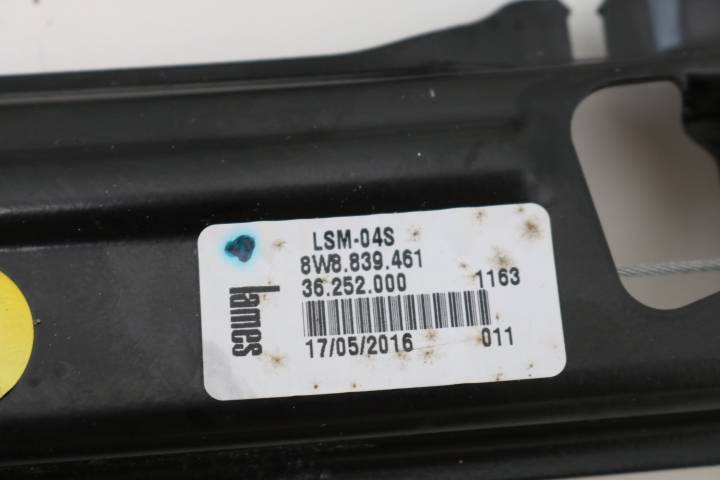 LSM-04S
8W8.839.461
36.252.000 1163
17/05/2016 011
lames